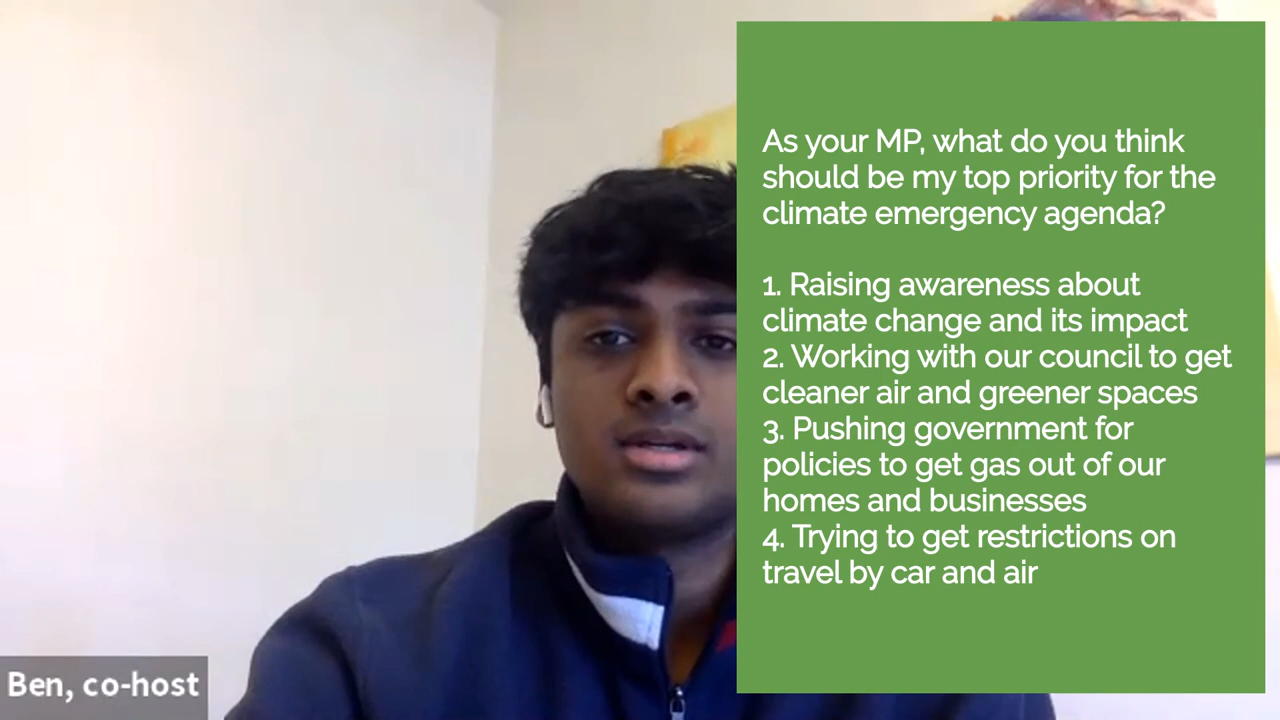 As your MP, what do you think
should be my top priority for the
climate emergency agenda?
1. Raising awareness about
climate change and its impact
2. Working with our council to get
cleaner air and greener spaces
3. Pushing government for
policies to get gas out of our
homes and businesses
4. Trying to get restrictions on
travel by car and air
Ben, co-host